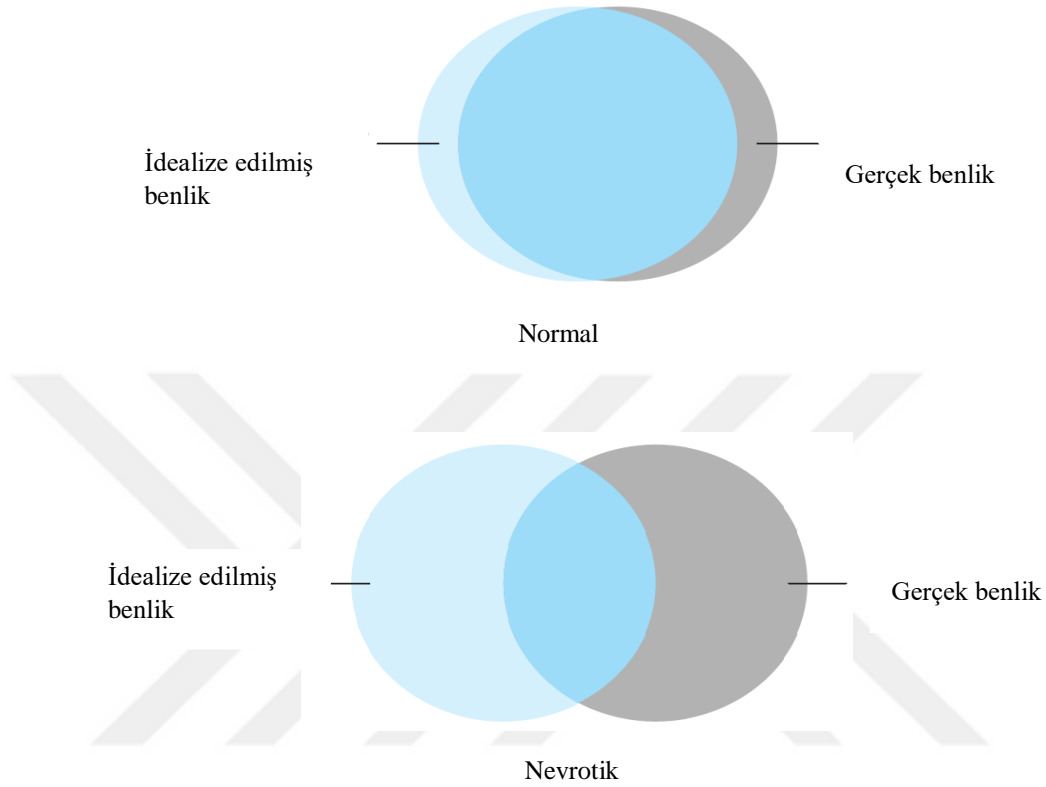 İdealize edilmiş
benlik
Gerçek benlik
Normal
İdealize edilmiş
benlik
Gerçek benlik
Nevrotik